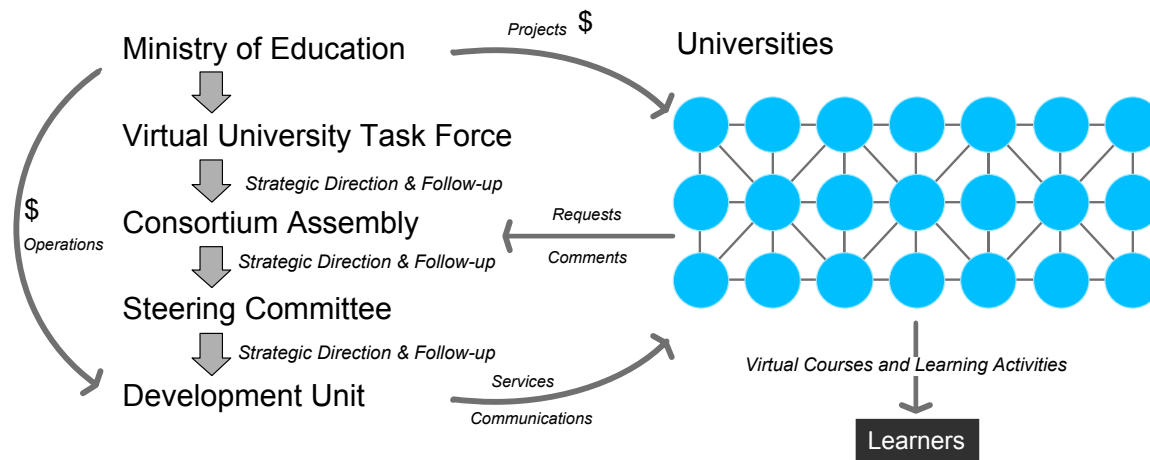 Ministry of Education
Projects $
Universities
Virtual University Task Force
Strategic Direction & Follow-up
$
Operations
Consortium Assembly
Requests
Comments
Strategic Direction & Follow-up
Steering Committee
Strategic Direction & Follow-up
Development Unit
Services
Communications
Virtual Courses and Learning Activities
Learners